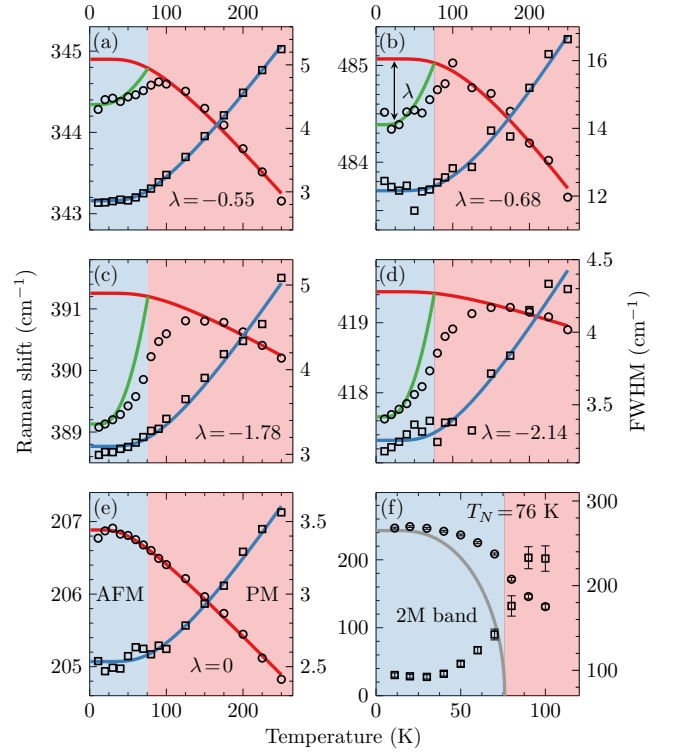 0 100 200
0 100 200
(a)
345
344
343
5
4
3
λ=−0.55
(b)
485
484
16
14
12
λ
λ=−0.68
(c)
391
390
389
5
4
3
λ=−1.78
(d)
419
418
4.5
4
3.5
λ=−2.14
Raman shift (cm−1)
FWHM (cm−1)
(e)
207
206
205
3.5
3
2.5
AFM
PM
λ=0
0 50 100 150 200 250
(f)
TN=76 K
200
100
0
300
200
100
2M band
0 50 100
Temperature (K)